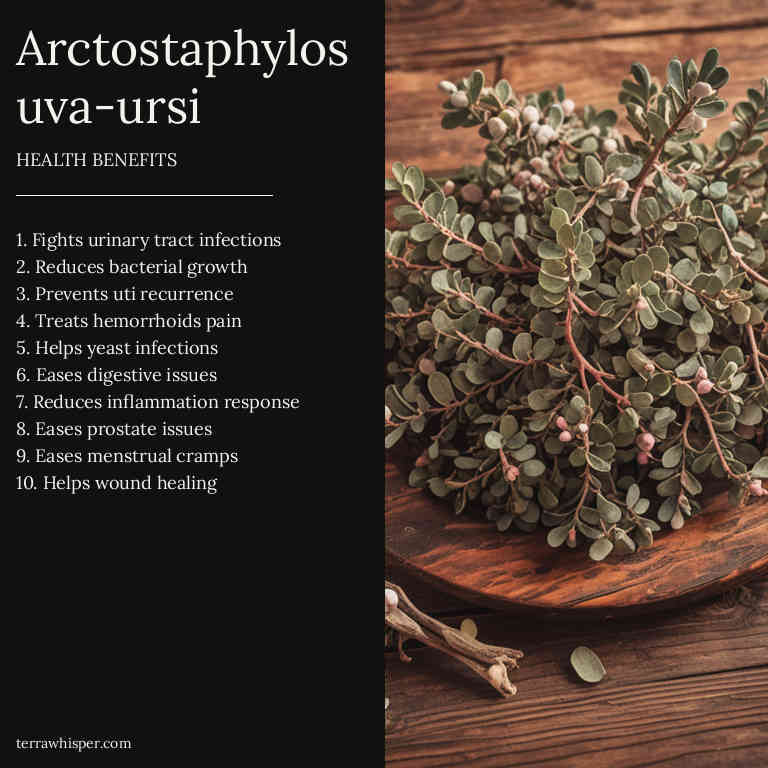 Arctostaphylos
uva-ursi
HEALTH BENEFITS
1. Fights urinary tract infections
2. Reduces bacterial growth
3. Prevents uti recurrence
4. Treats hemorrhoids pain
5. Helps yeast infections
6. Eases digestive issues
7. Reduces inflammation response
8. Eases prostate issues
9. Eases menstrual cramps
10. Helps wound healing
terrawhisper.com